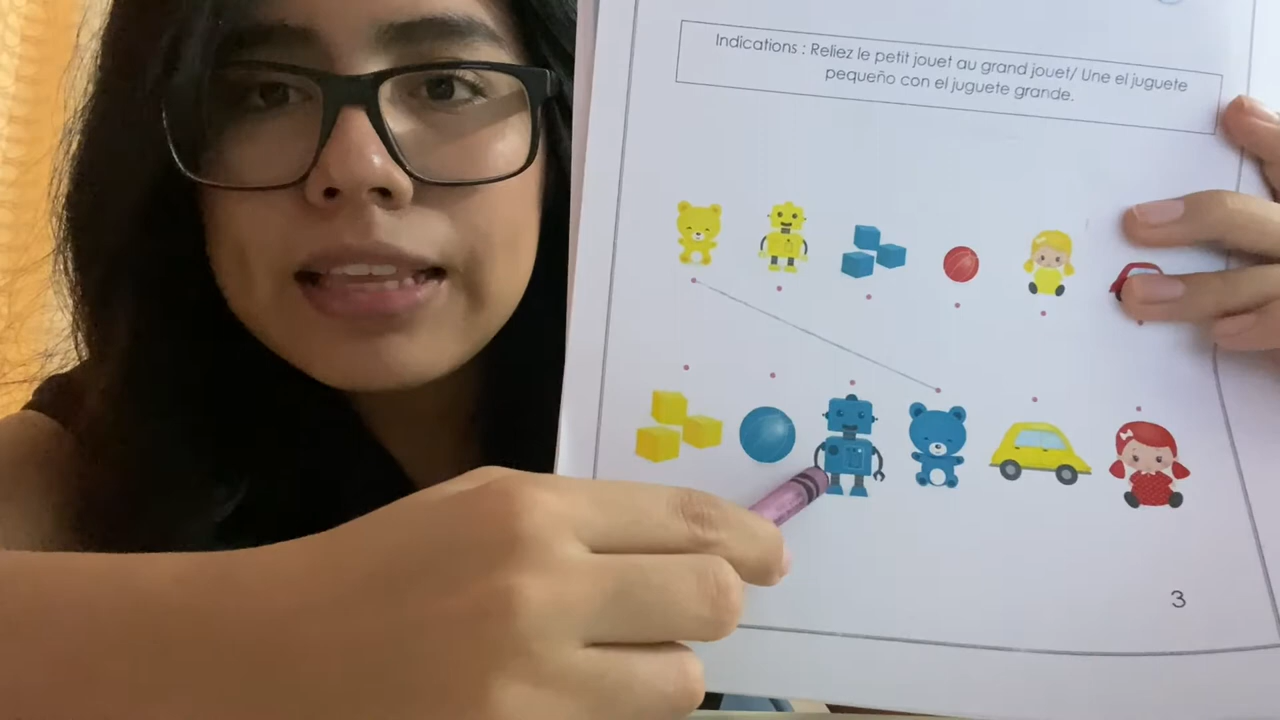 Indications : Reliez le petit jouet au grand jouet/ Une el juguete
pequeño con el juguete grande.
3